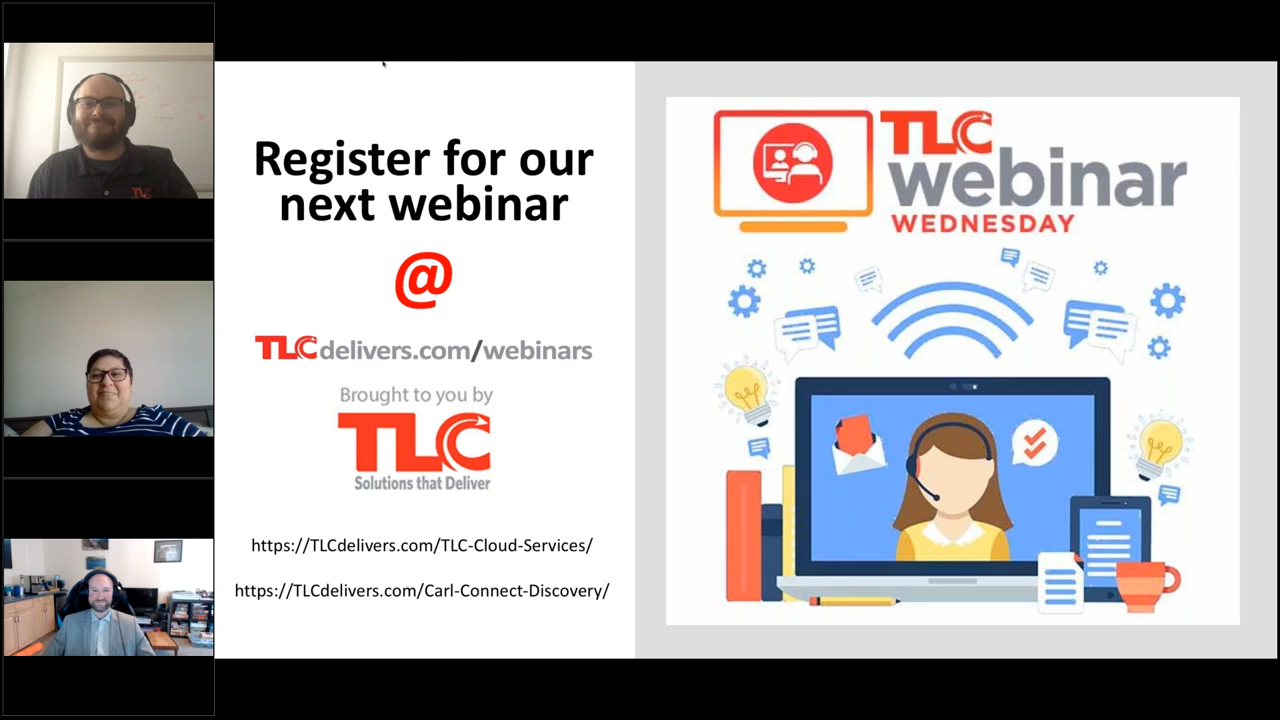 TLC
Register for our
next webinar
@
TLCdelivers.com/webinars
Brought to you by
TLC
Solutions that Deliver
https://TLCdelivers.com/TLC-Cloud-Services/
https://TLCdelivers.com/Carl-Connect-Discovery/
TLC
webinar
WEDNESDAY